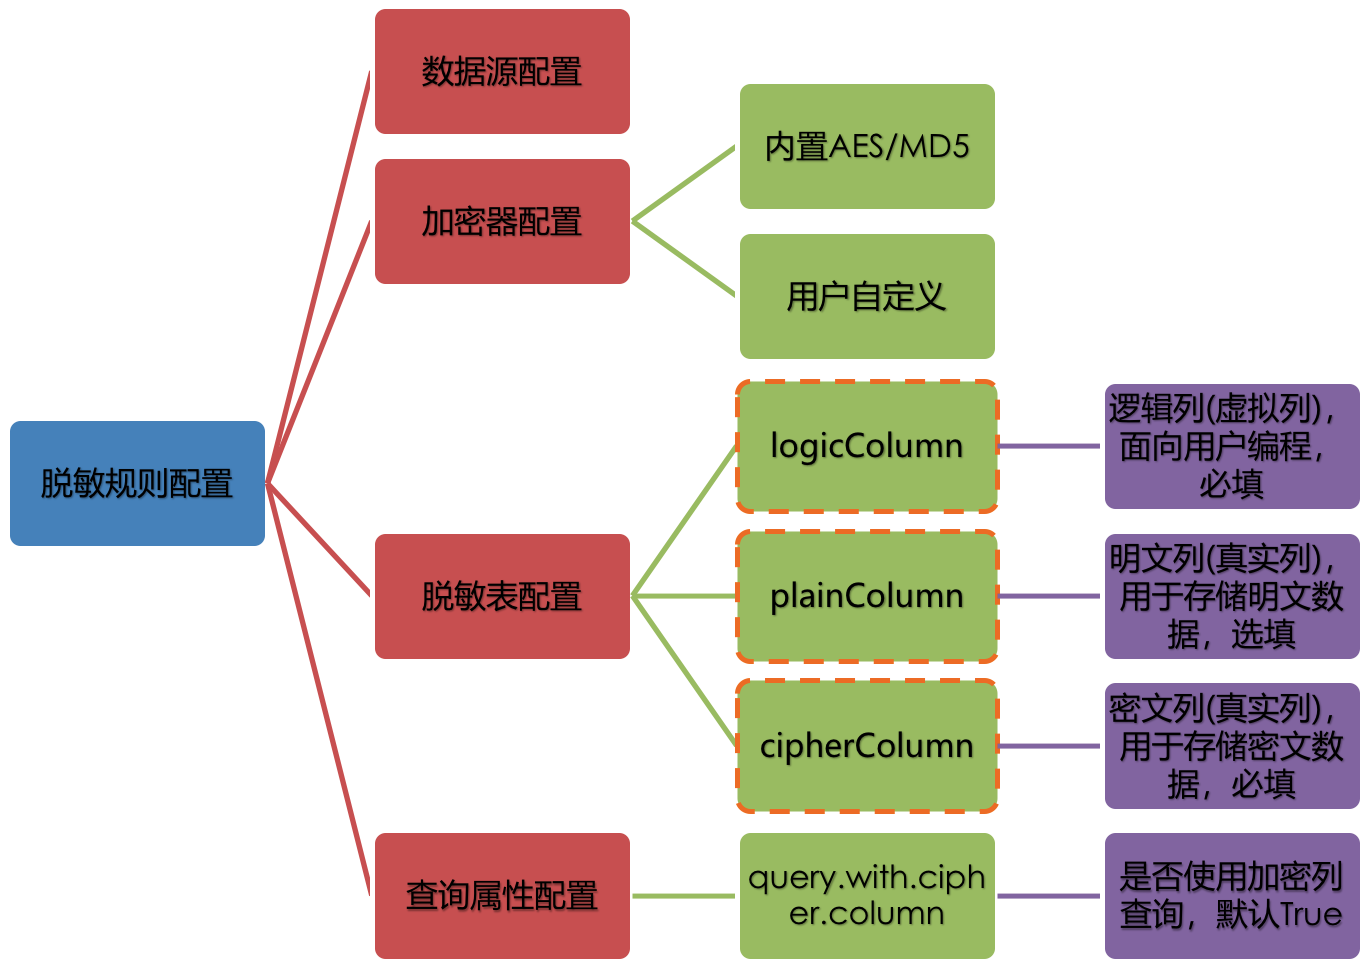 脱敏规则配置
数据源配置
加密器配置
内置AES/MD5
用户自定义
脱敏表配置
logicColumn
逻辑列(虚拟列),
面向用户编程,
必填
plainColumn
明文列(真实列),
用于存储明文数
据, 选填
cipherColumn
密文列(真实列),
用于存储密文数
据, 必填
查询属性配置
query.with.ciph
er.column
是否使用加密列
查询, 默认True